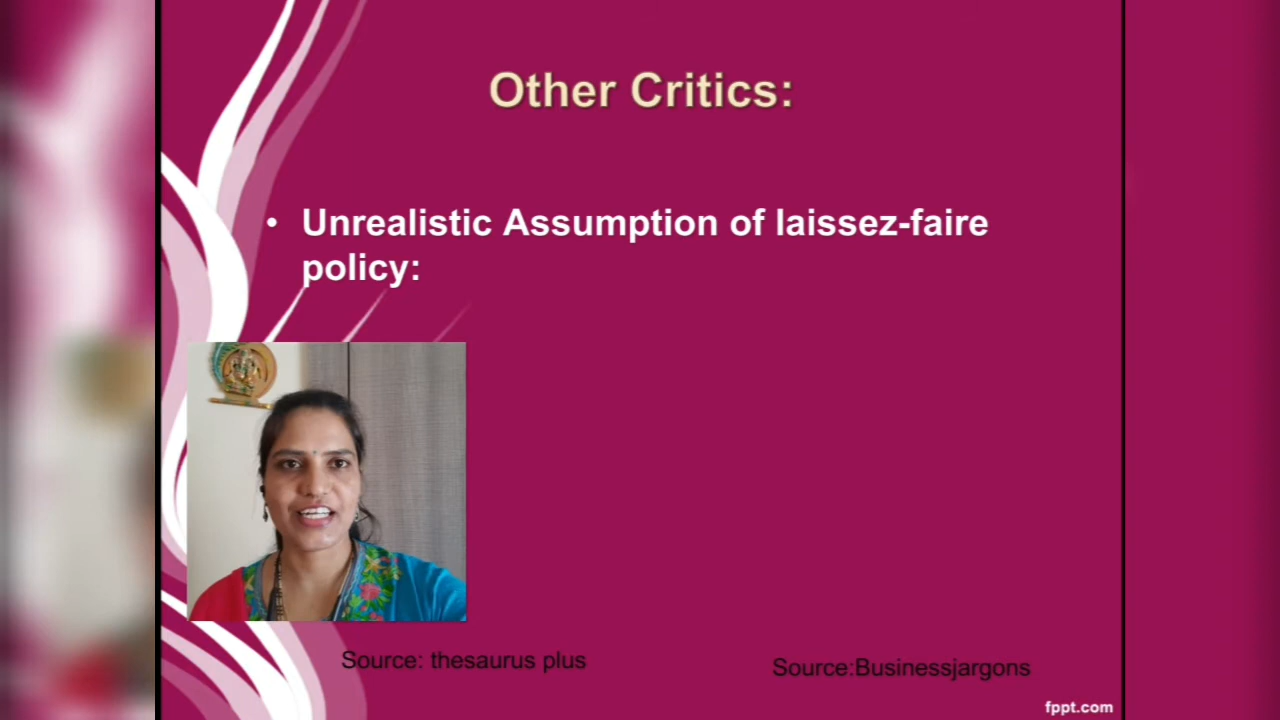 Other Critics:
• Unrealistic Assumption of laissez-faire
policy:
Source: thesaurus plus
Source:Businessjargons
fppt.com